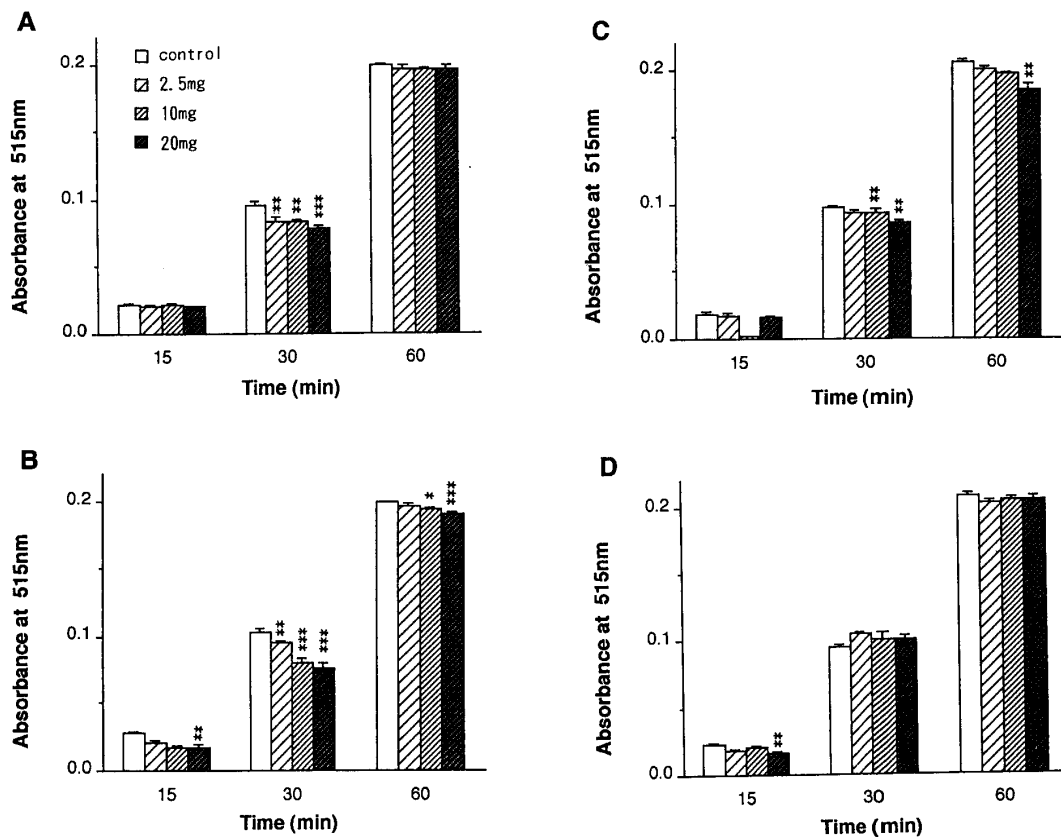 A
control
2.5mg
10mg
20mg
0.2
0.1
0.0
Absorbance at 515nm
**
**
***
15
30
60
Time (min)
C
0.2
0.1
0.0
Absorbance at 515nm
**
**
**
15
30
60
Time (min)
B
0.2
0.1
0.0
Absorbance at 515nm
**
**
***
***
*
***
15
30
60
Time (min)
D
0.2
0.1
0.0
Absorbance at 515nm
**
15
30
60
Time (min)